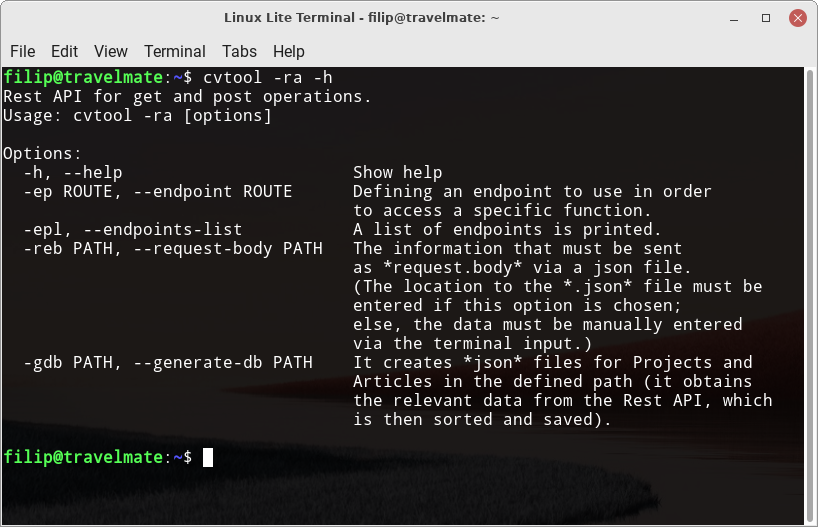 Linux Lite Terminal - filip@travelmate: ~
File Edit View Terminal Tabs Help
filip@travelmate:~$ cvtool -ra -h
Rest API for get and post operations.
Usage: cvtool -ra [options]
Options:
-h, --help Show help
-ep ROUTE, --endpoint ROUTE Defining an endpoint to use in order
to access a specific function.
-epl, --endpoints-list A list of endpoints is printed.
-reb PATH, --request-body PATH The information that must be sent
as *request.body* via a json file.
(The location to the *.json* file must be
entered if this option is chosen;
else, the data must be manually entered
via the terminal input.)
-gdb PATH, --generate-db PATH It creates *json* files for Projects and
Articles in the defined path (it obtains
the relevant data from the Rest API, which
is then sorted and saved).
filip@travelmate:~$